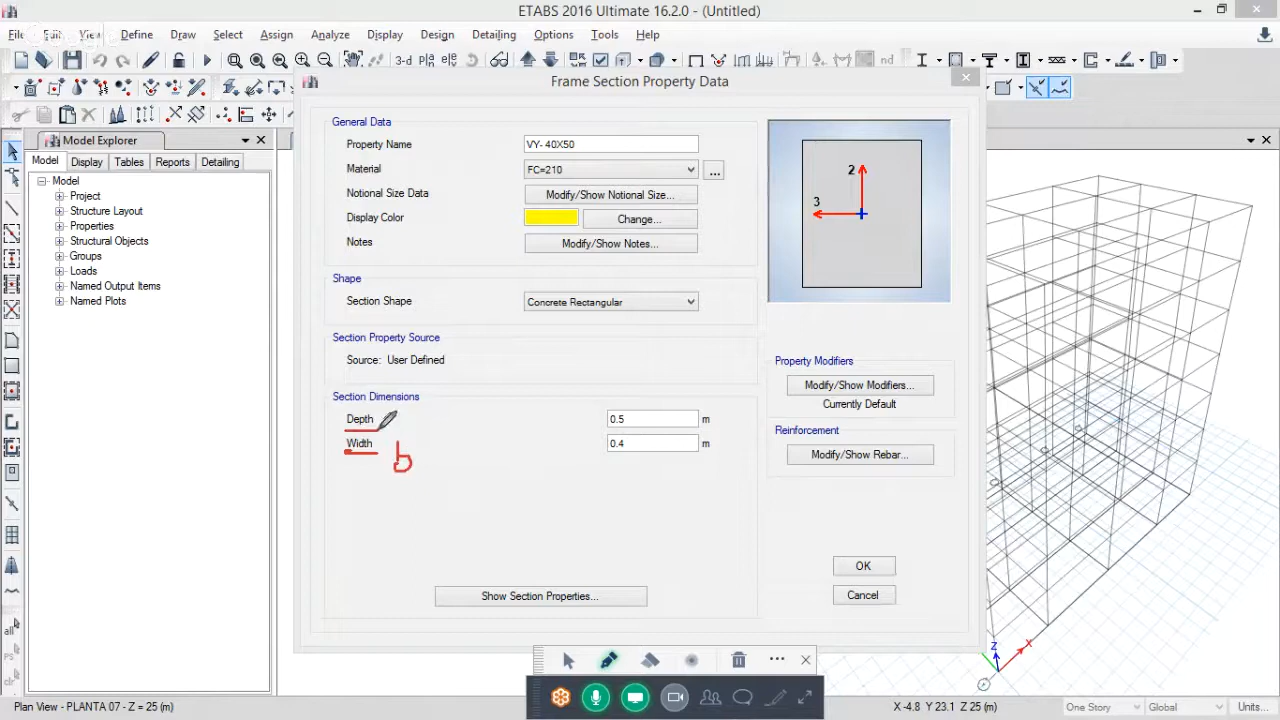 ETABS 2016 Ultimate 16.2.0 - (Untitled)
File Edit View Define Draw Select Assign Analyze Display Design Detailing Options Tools Help
3-d nd
Model Explorer
Model Display Tables Reports Detailing
Model
Project
Structure Layout
Properties
Structural Objects
Groups
Loads
Named Output Items
Named Plots
all
Frame Section Property Data
General Data
Property Name VY- 40X50
Material FC=210 ...
Notional Size Data Modify/Show Notional Size...
Display Color Change...
Notes Modify/Show Notes...
Shape
Section Shape Concrete Rectangular
Section Property Source
Source: User Defined
Section Dimensions
Depth 0.5 m
Width 0.4 m
b
Show Section Properties...
2
3
Property Modifiers
Modify/Show Modifiers...
Currently Default
Reinforcement
Modify/Show Rebar...
OK
Cancel
Z X
Plan View - PLANTA 07 - Z = 25 (m) X -4.8 Y 23.1 Z 25 (m) One Story Global Units...